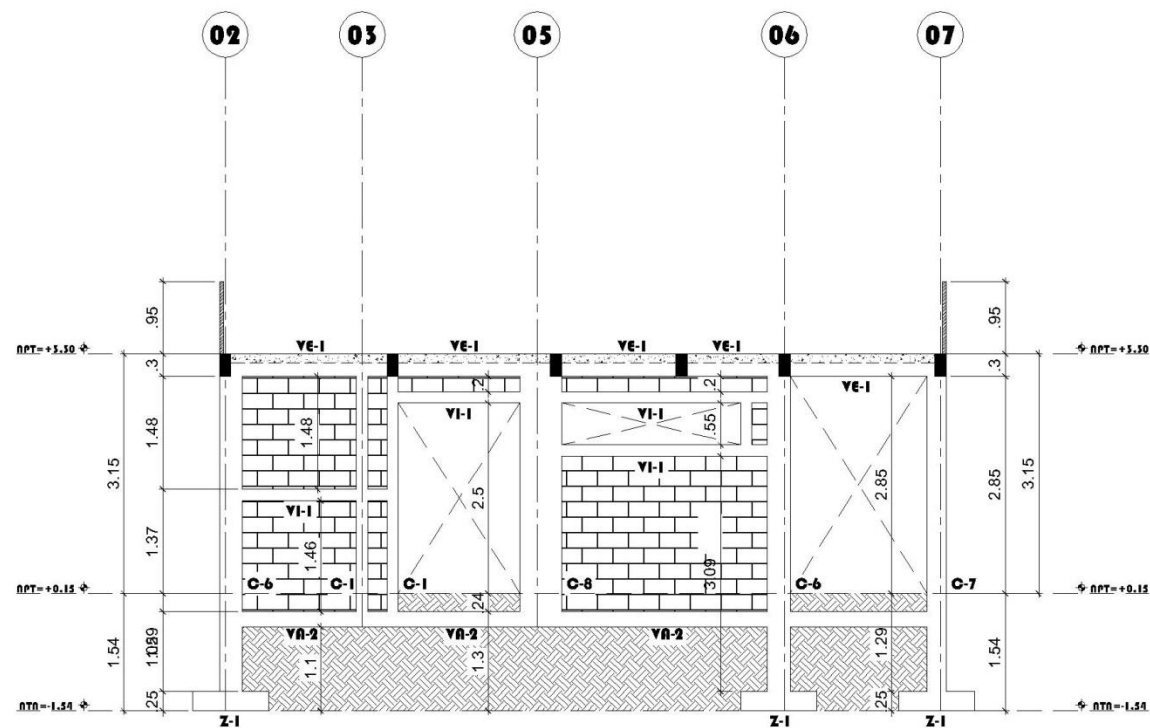 02 03 05 06 07
.95 .95
NPT=+3.30 VE-1 VE-1 VE-1 VE-1 NPT=+3.30
.3 .2 .2 VE-1 .3
1.48 1.48 VI-1 .55
3.15 VI-1 2.5 2.85 2.85 3.15
1.37 VI-1
1.46 3.09
C-6 C-1 C-1 C-8 C-6 C-7
NPT=+0.15 .24 NPT=+0.15
VA-2 VA-2 VA-2
1.54 1.29 1.1 1.3 1.29 1.54
.25 .25
NTN=-1.54 NTN=-1.54
Z-1 Z-1 Z-1